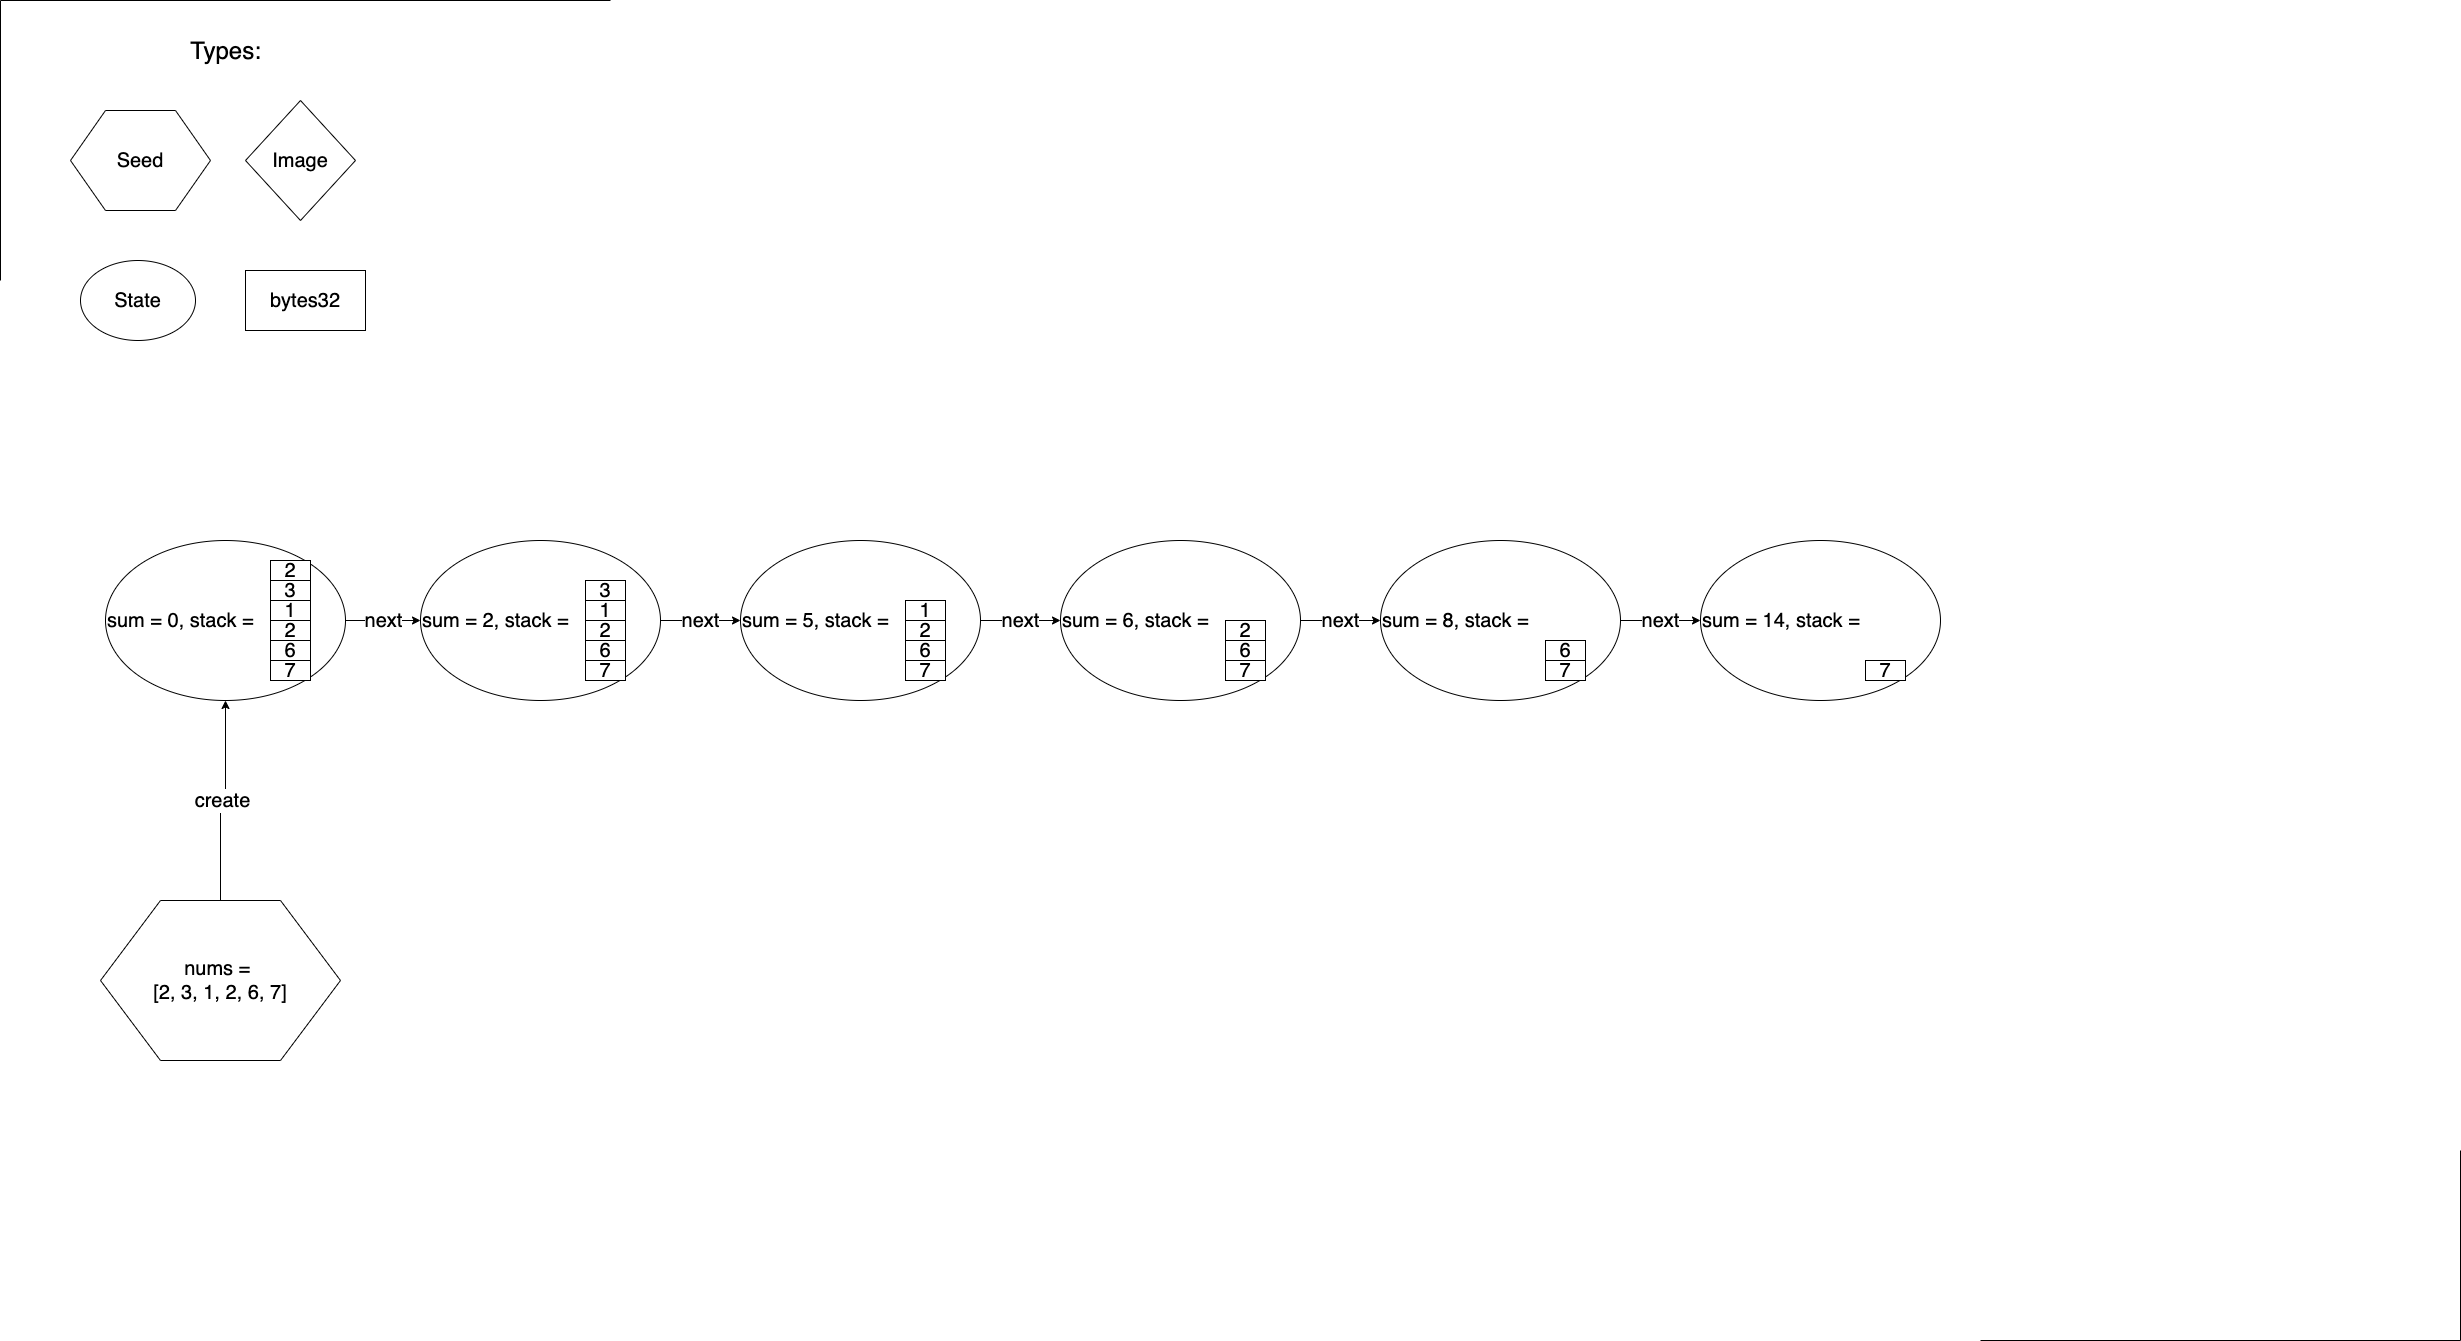 Types:
Seed
Image
State
bytes32
sum = 0, stack =
2
3
1
2
6
7
next
sum = 2, stack =
3
1
2
6
7
next
sum = 5, stack =
1
2
6
7
next
sum = 6, stack =
2
6
7
next
sum = 8, stack =
6
7
next
sum = 14, stack =
7
create
nums =
[2, 3, 1, 2, 6, 7]